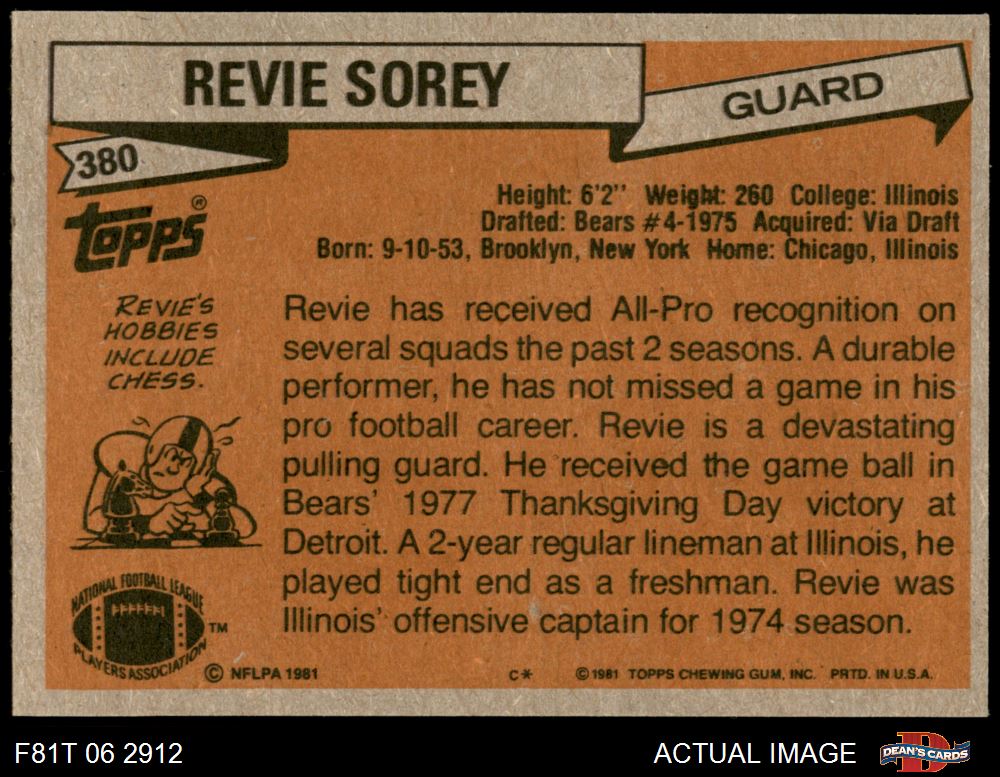 REVIE SOREY
GUARD
380
TOPPS®
Height: 6'2'' Weight: 260 College: Illinois
Drafted: Bears #4-1975 Acquired: Via Draft
Born: 9-10-53, Brooklyn, New York Home: Chicago, Illinois
REVIE'S
HOBBIES
INCLUDE
CHESS.
Revie has received All-Pro recognition on
several squads the past 2 seasons. A durable
performer, he has not missed a game in his
pro football career. Revie is a devastating
pulling guard. He received the game ball in
Bears' 1977 Thanksgiving Day victory at
Detroit. A 2-year regular lineman at Illinois, he
played tight end as a freshman. Revie was
Illinois' offensive captain for 1974 season.
NATIONAL FOOTBALL LEAGUE
PLAYERS ASSOCIATION
TM
© NFLPA 1981
C*
©1981 TOPPS CHEWING GUM, INC. PRTD. IN U.S.A.
F81T 06 2912
ACTUAL IMAGE
DEAN'S CARDS